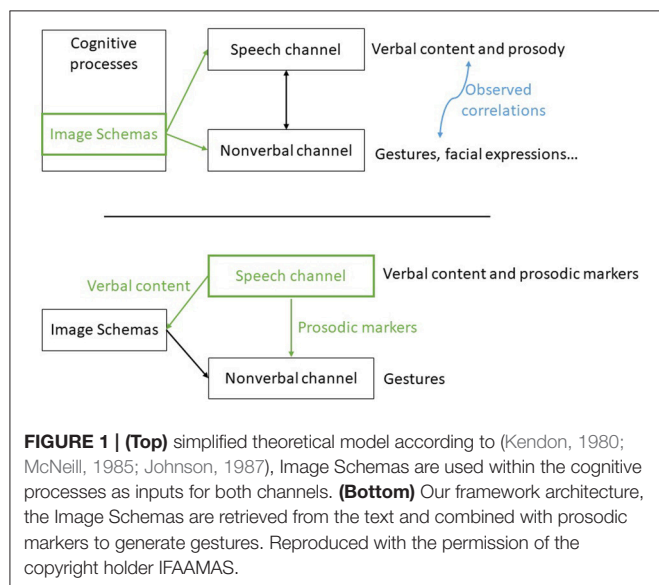 Cognitive
processes
Speech channel
Verbal content and prosody
Observed
correlations
Image Schemas
Nonverbal channel
Gestures, facial expressions...
Speech channel
Verbal content and prosodic markers
Verbal content
Prosodic markers
Image Schemas
Nonverbal channel
Gestures
FIGURE 1 | (Top) simplified theoretical model according to (Kendon, 1980;
McNeill, 1985; Johnson, 1987), Image Schemas are used within the cognitive
processes as inputs for both channels. (Bottom) Our framework architecture,
the Image Schemas are retrieved from the text and combined with prosodic
markers to generate gestures. Reproduced with the permission of the
copyright holder IFAAMAS.